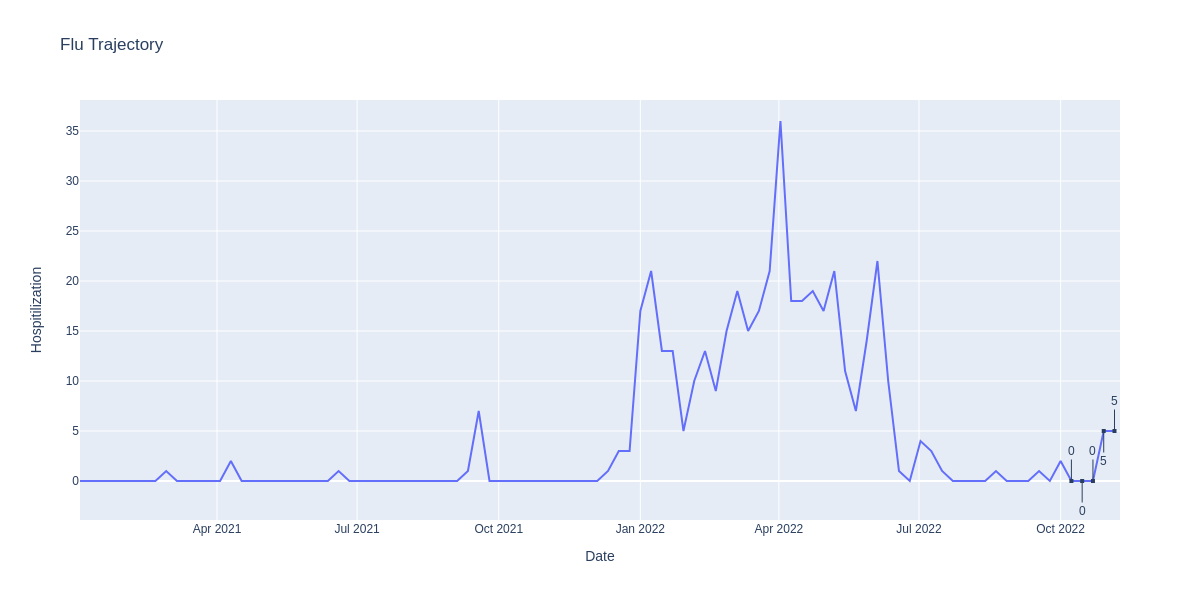 Flu Trajectory
Hospitilization
35
30
25
20
15
10
5
0
5
0
0
5
0
Apr 2021
Jul 2021
Oct 2021
Jan 2022
Apr 2022
Jul 2022
Oct 2022
Date